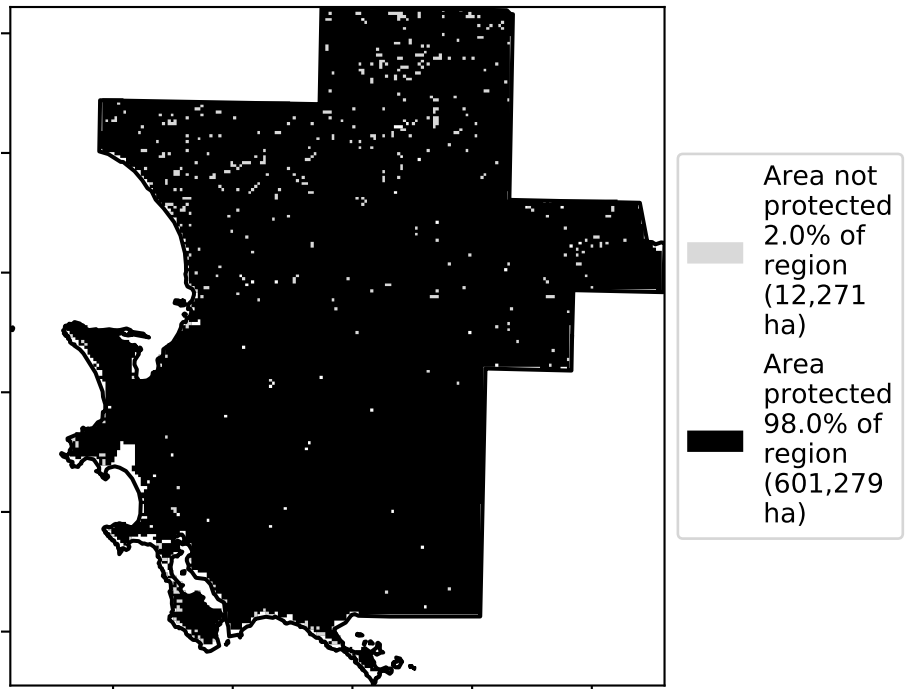 Area not
protected
2.0% of
region
(12,271
ha)
Area
protected
98.0% of
region
(601,279
ha)